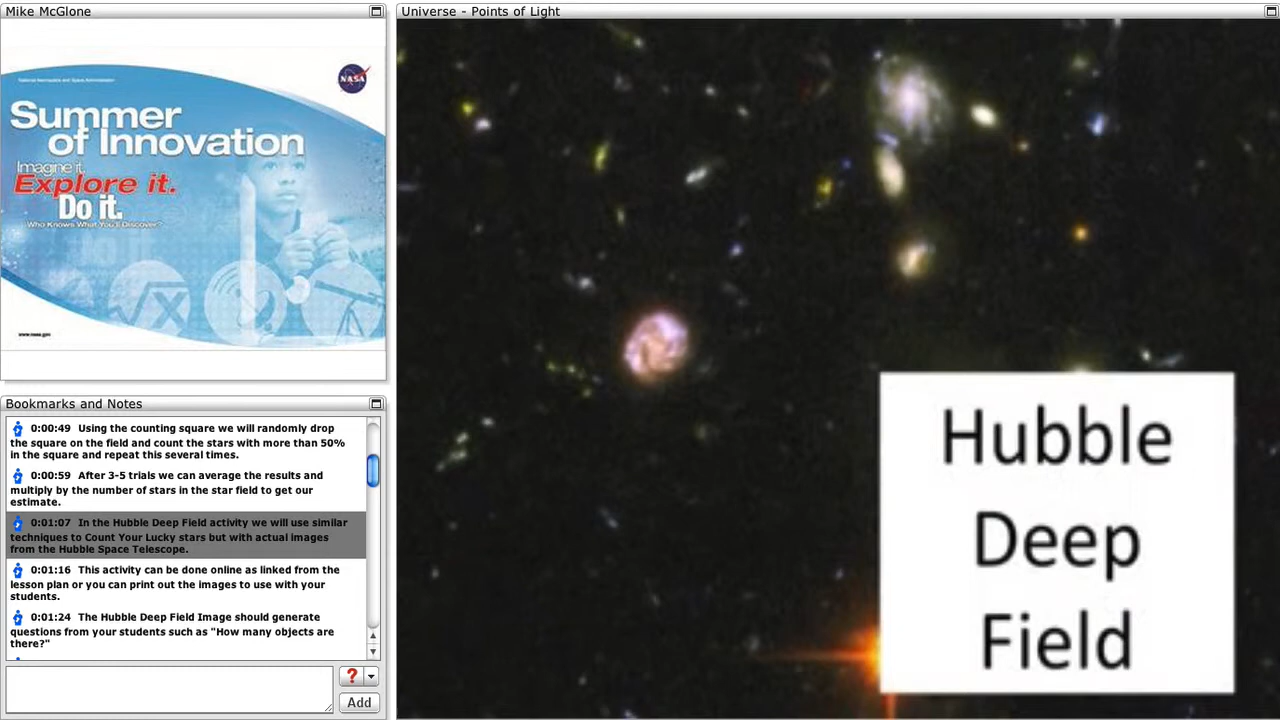 Mike McGlone
National Aeronautics and Space Administration
NASA
Summer
of Innovation
Imagine it.
Explore it.
Do it.
Who Knows What You'll Discover?
www.nasa.gov
Bookmarks and Notes
0:00:49 Using the counting square we will randomly drop
the square on the field and count the stars with more than 50%
in the square and repeat this several times.
0:00:59 After 3-5 trials we can average the results and
multiply by the number of stars in the star field to get our
estimate.
0:01:07 In the Hubble Deep Field activity we will use similar
techniques to Count Your Lucky stars but with actual images
from the Hubble Space Telescope.
0:01:16 This activity can be done online as linked from the
lesson plan or you can print out the images to use with your
students.
0:01:24 The Hubble Deep Field Image should generate
questions from your students such as "How many objects are
there?"
?
Add
Universe - Points of Light
Hubble
Deep
Field